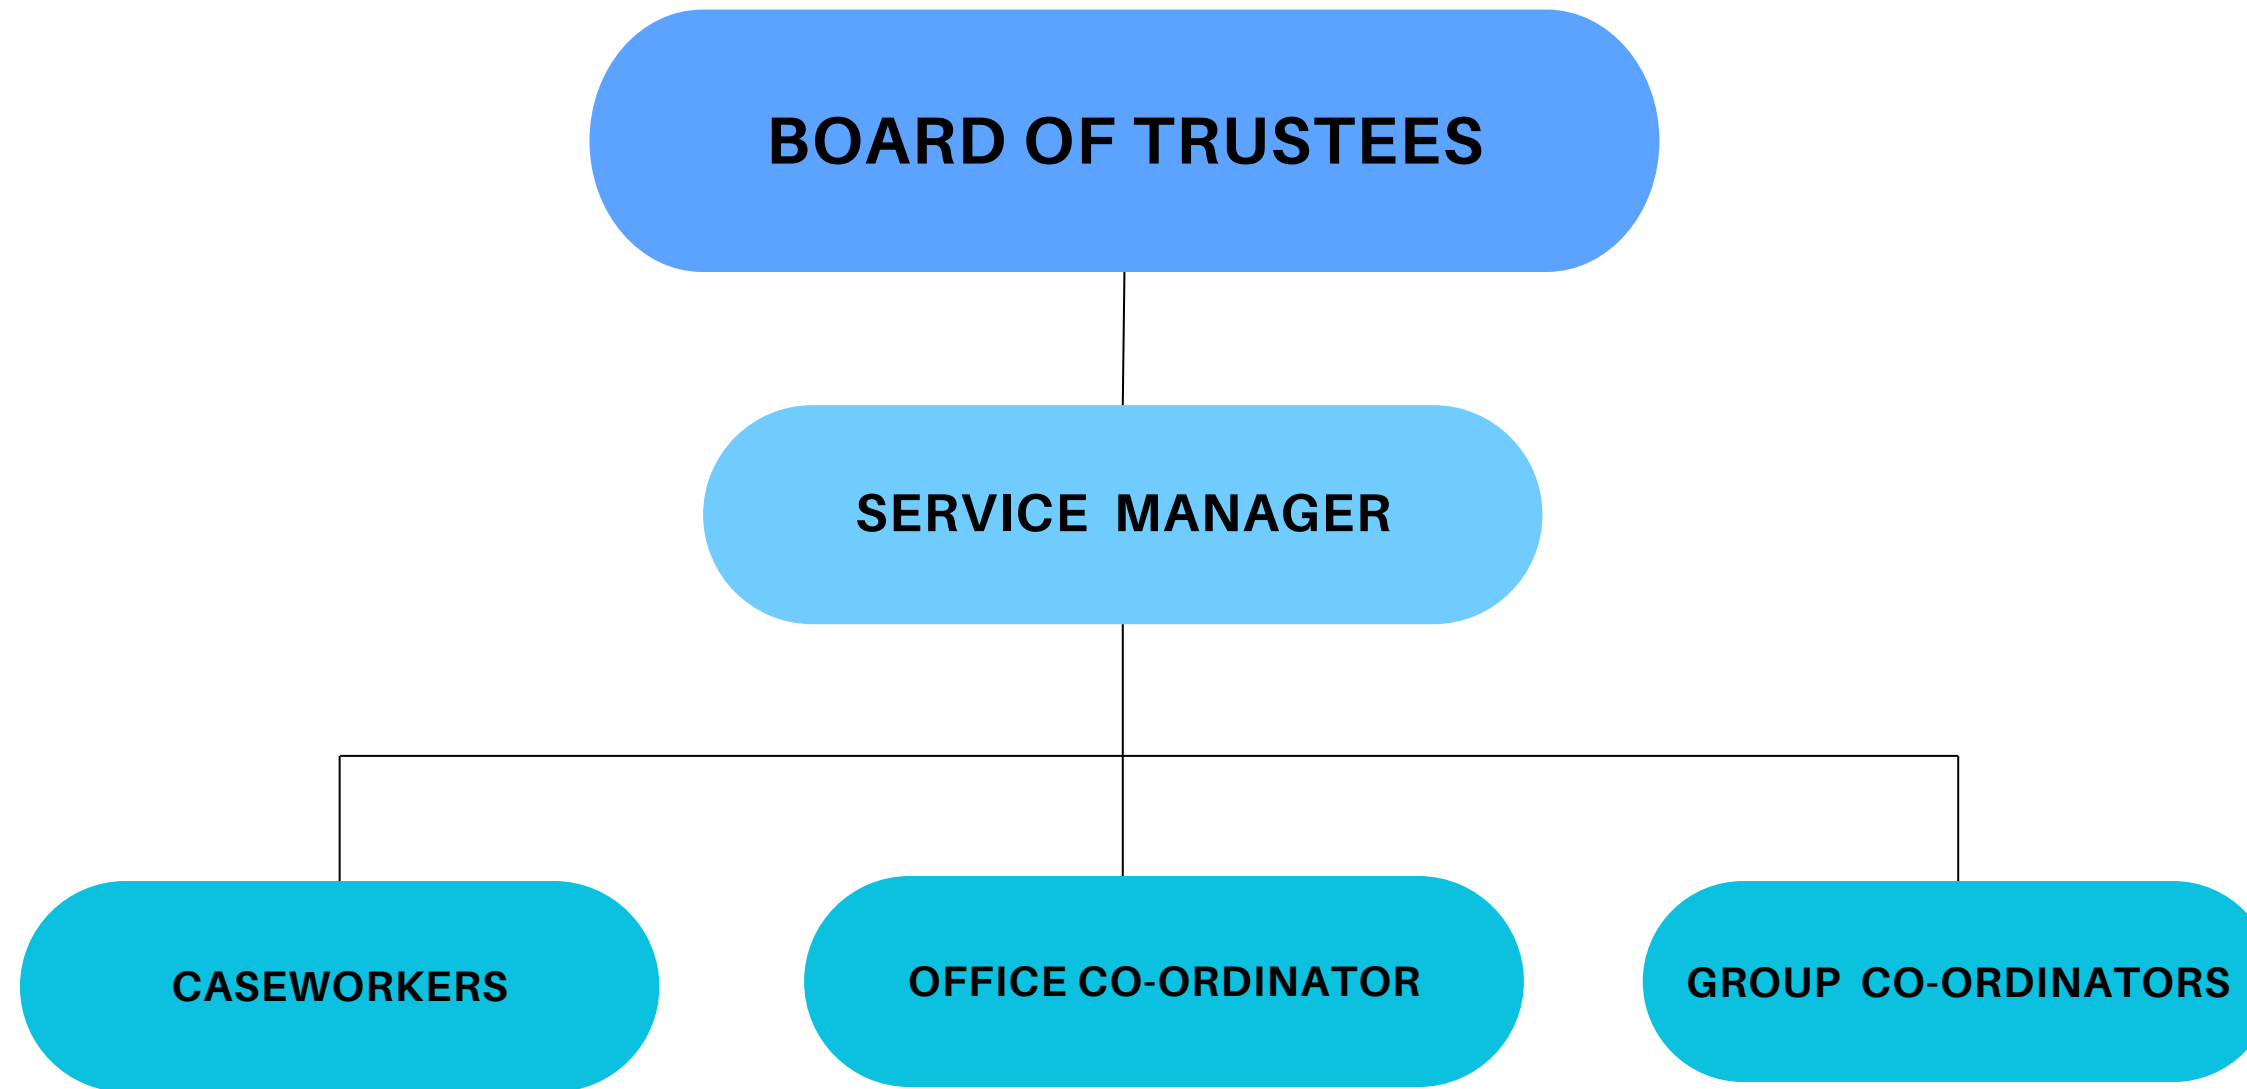 BOARD OF TRUSTEES
SERVICE MANAGER
CASEWORKERS
OFFICE CO-ORDINATOR
GROUP CO-ORDINATORS